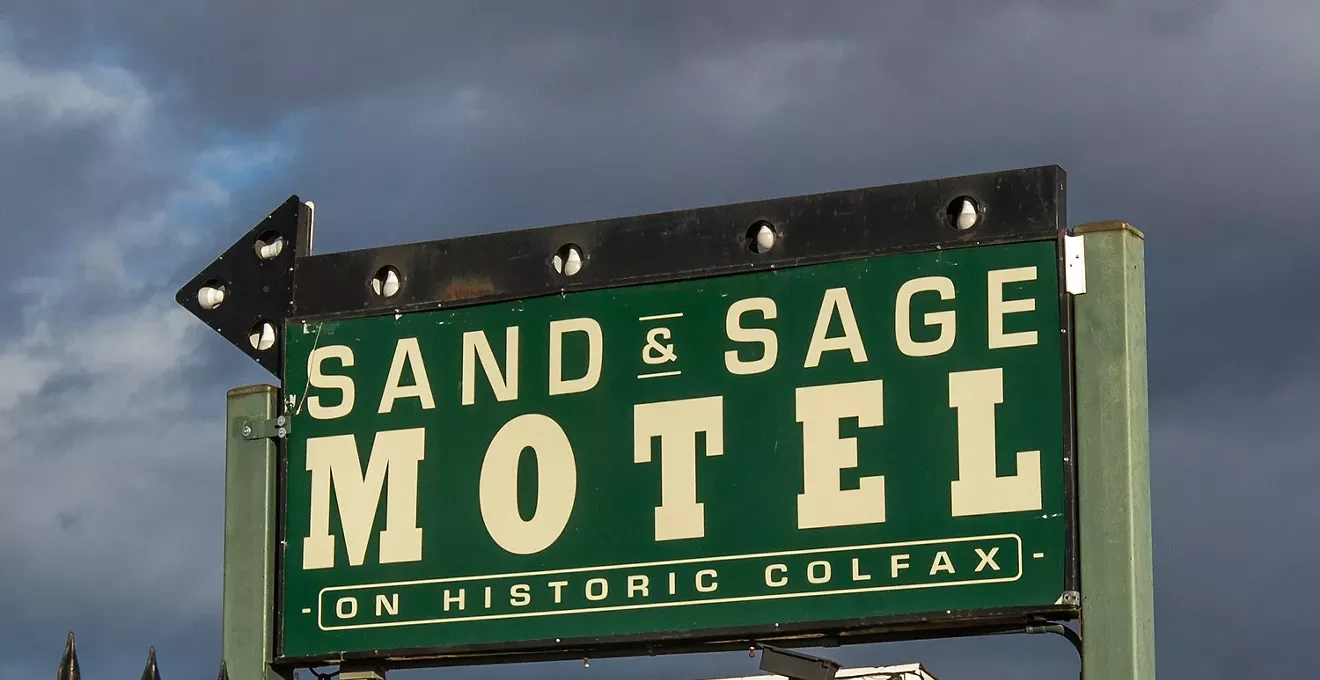 SAND & SAGE
MOTEL
- ON HISTORIC COLFAX -